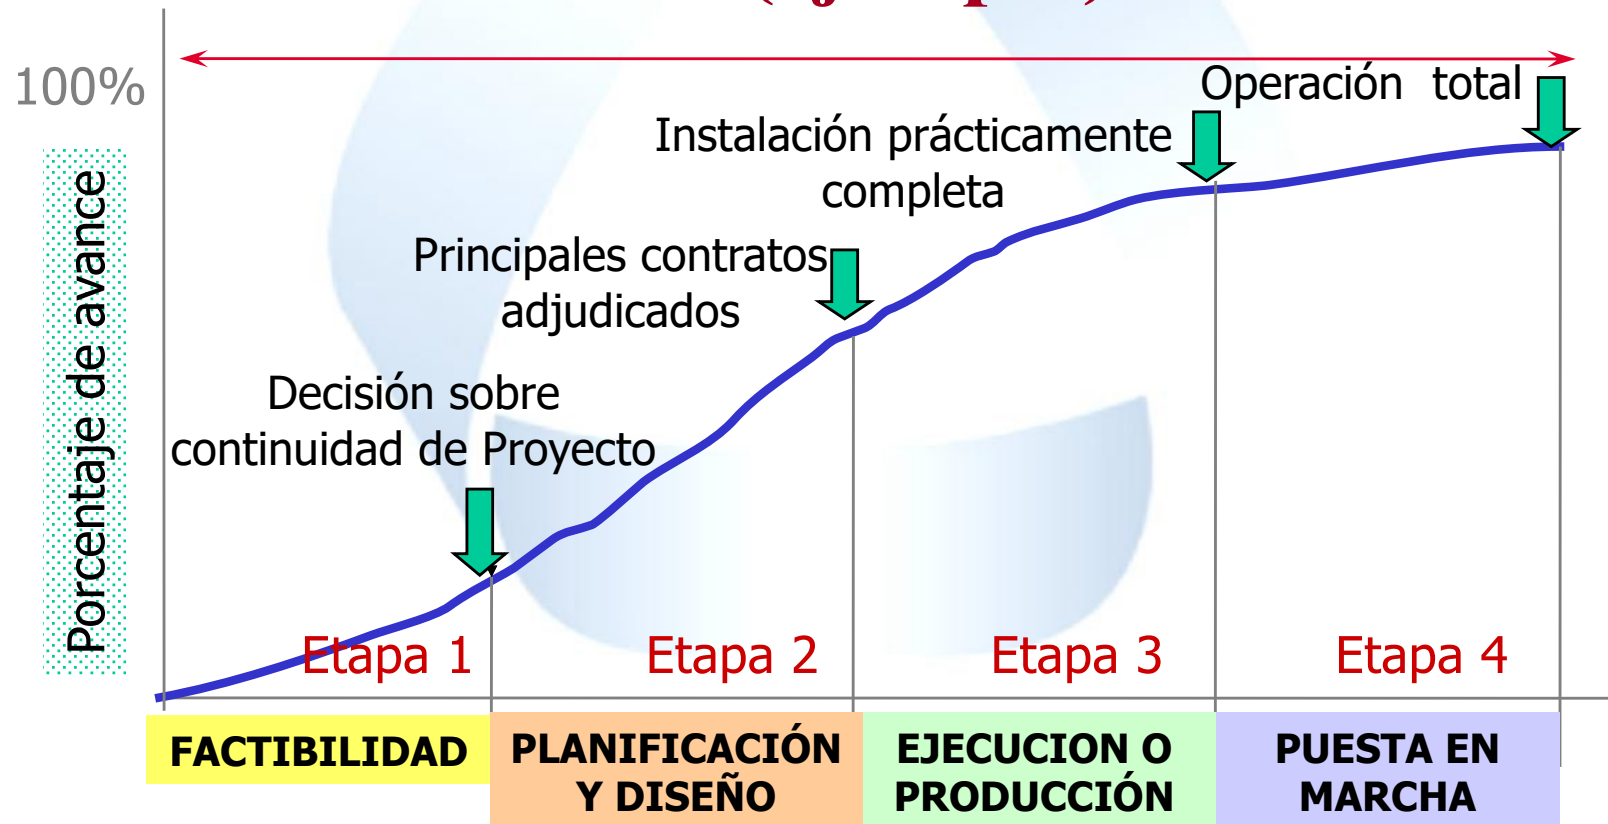 100%
Porcentaje de avance
Operación total
Instalación prácticamente
completa
Principales contratos
adjudicados
Decisión sobre
continuidad de Proyecto
Etapa 1
Etapa 2
Etapa 3
Etapa 4
FACTIBILIDAD
PLANIFICACIÓN
Y DISEÑO
EJECUCION O
PRODUCCIÓN
PUESTA EN
MARCHA